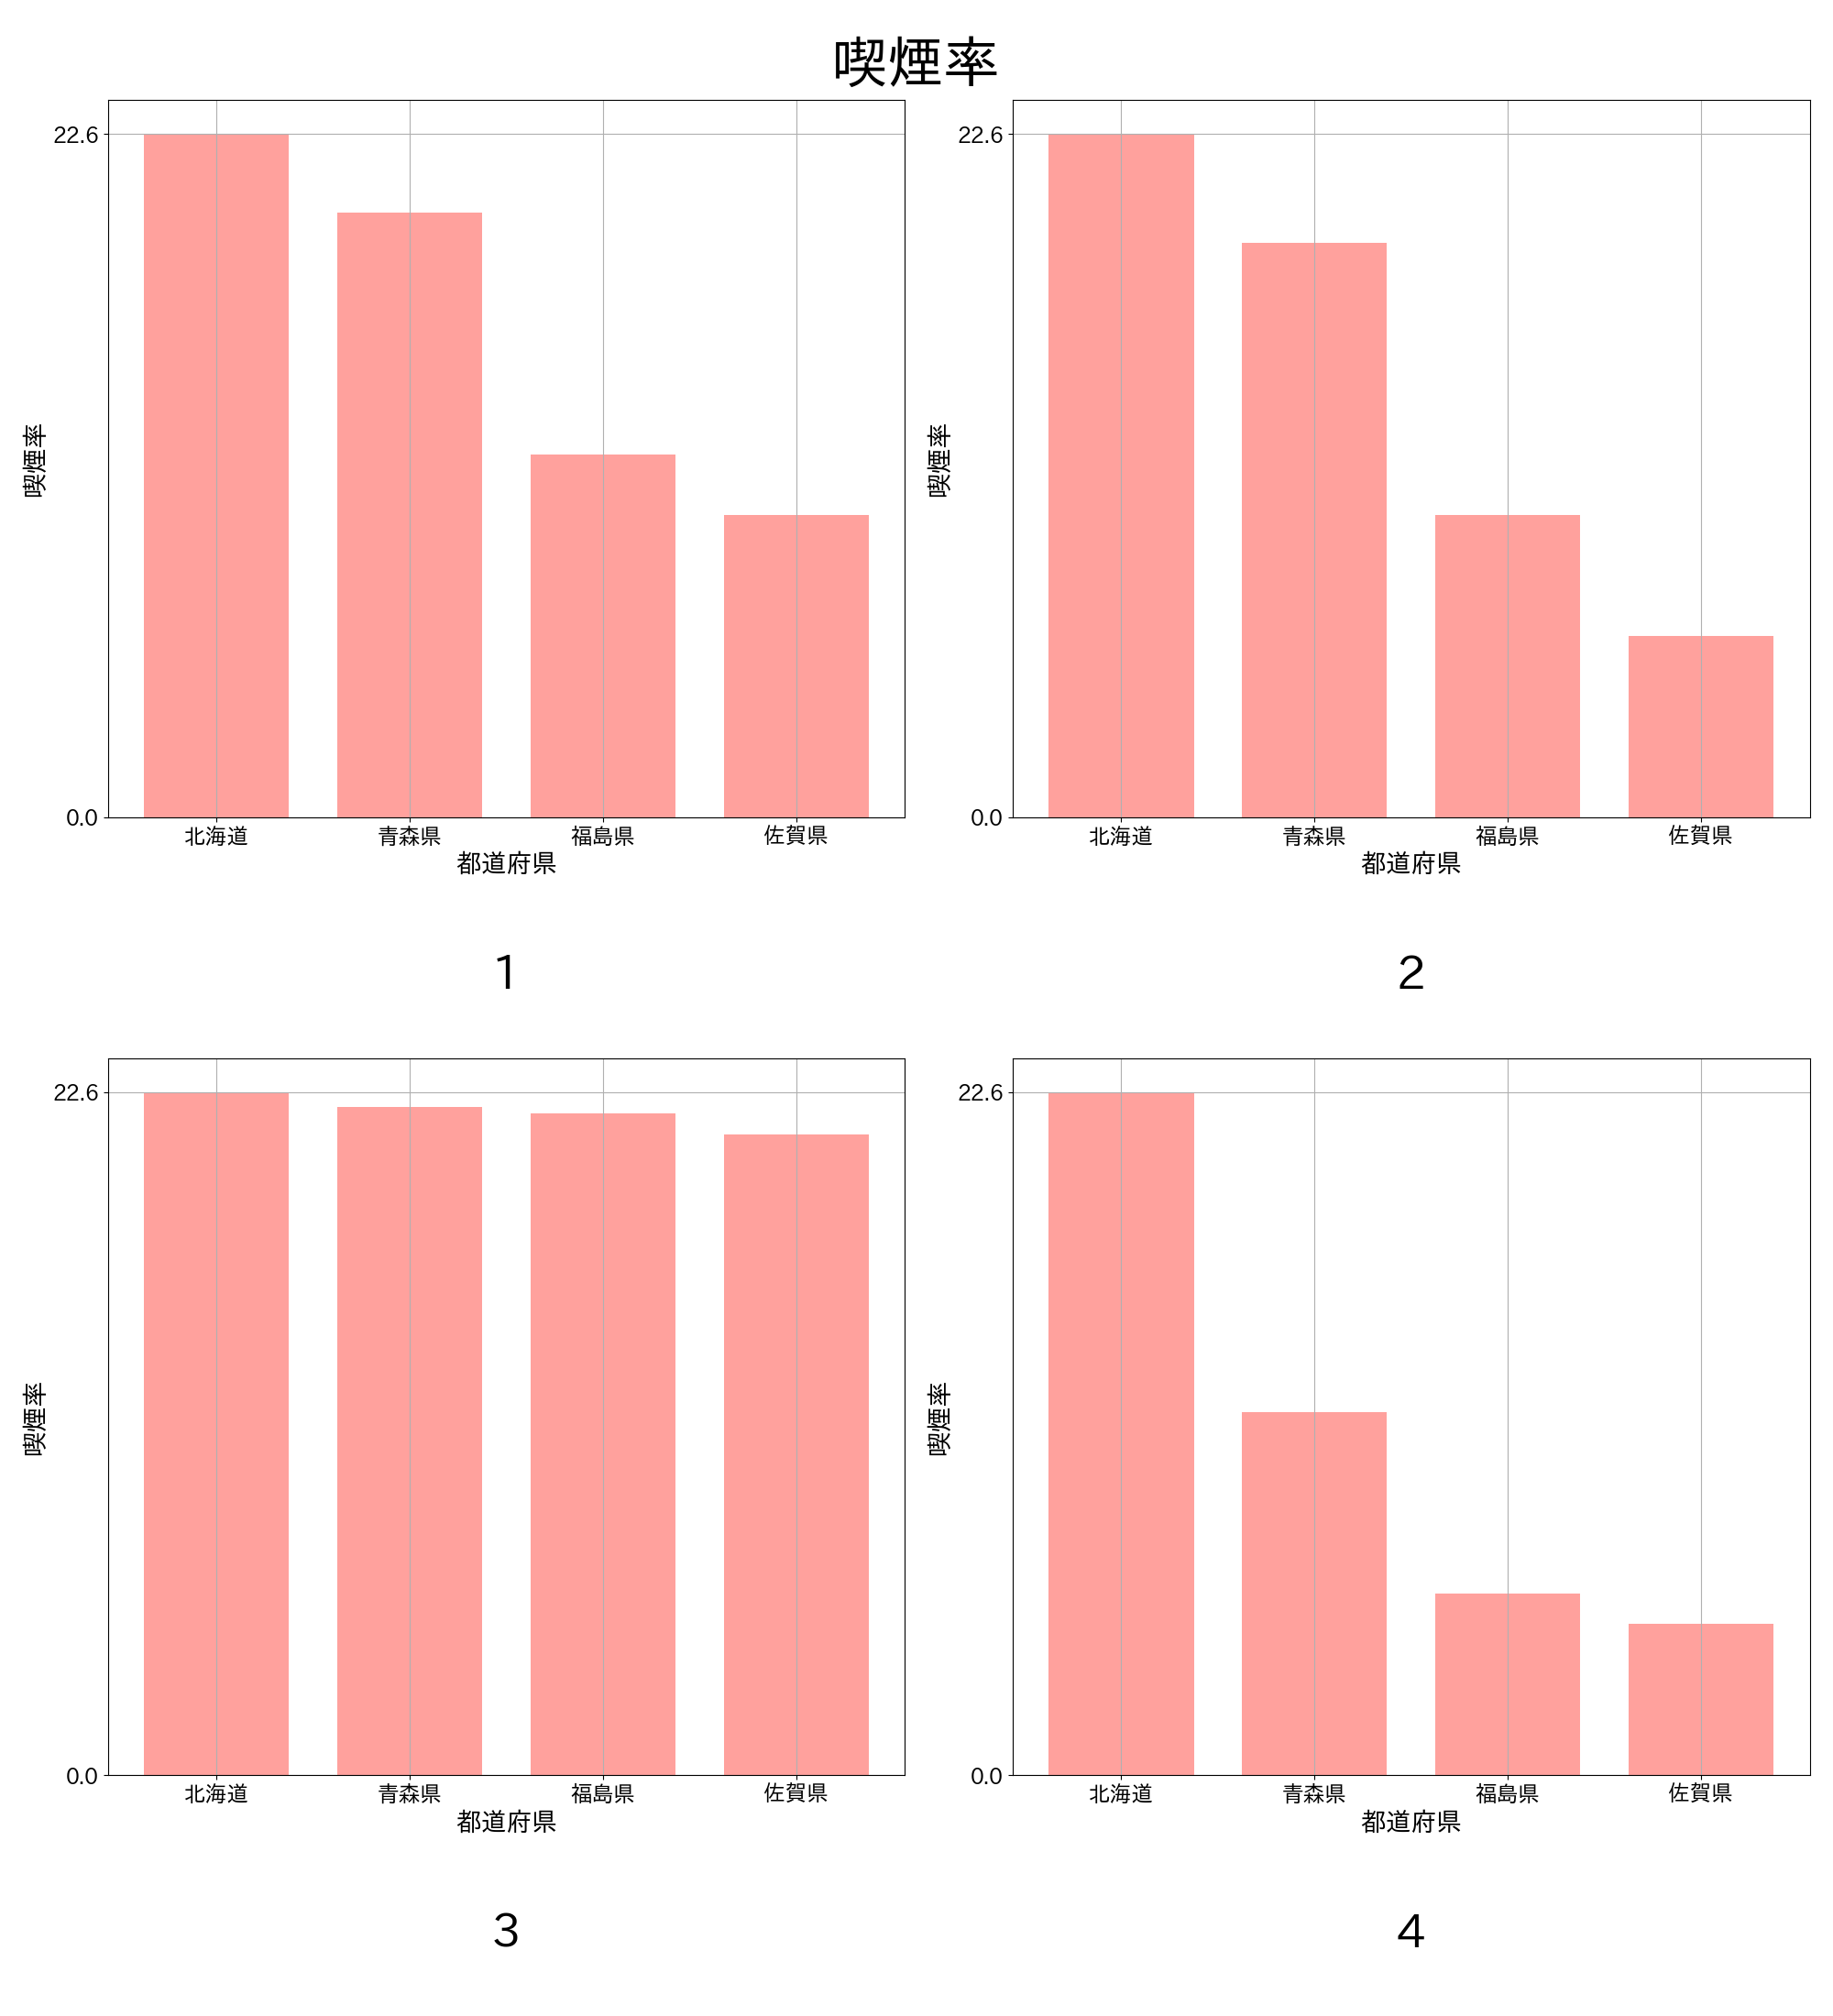 喫煙率
22.6
0.0
喫煙率
北海道 青森県 福島県 佐賀県
都道府県
1
22.6
0.0
喫煙率
北海道 青森県 福島県 佐賀県
都道府県
2
22.6
0.0
喫煙率
北海道 青森県 福島県 佐賀県
都道府県
3
22.6
0.0
喫煙率
北海道 青森県 福島県 佐賀県
都道府県
4